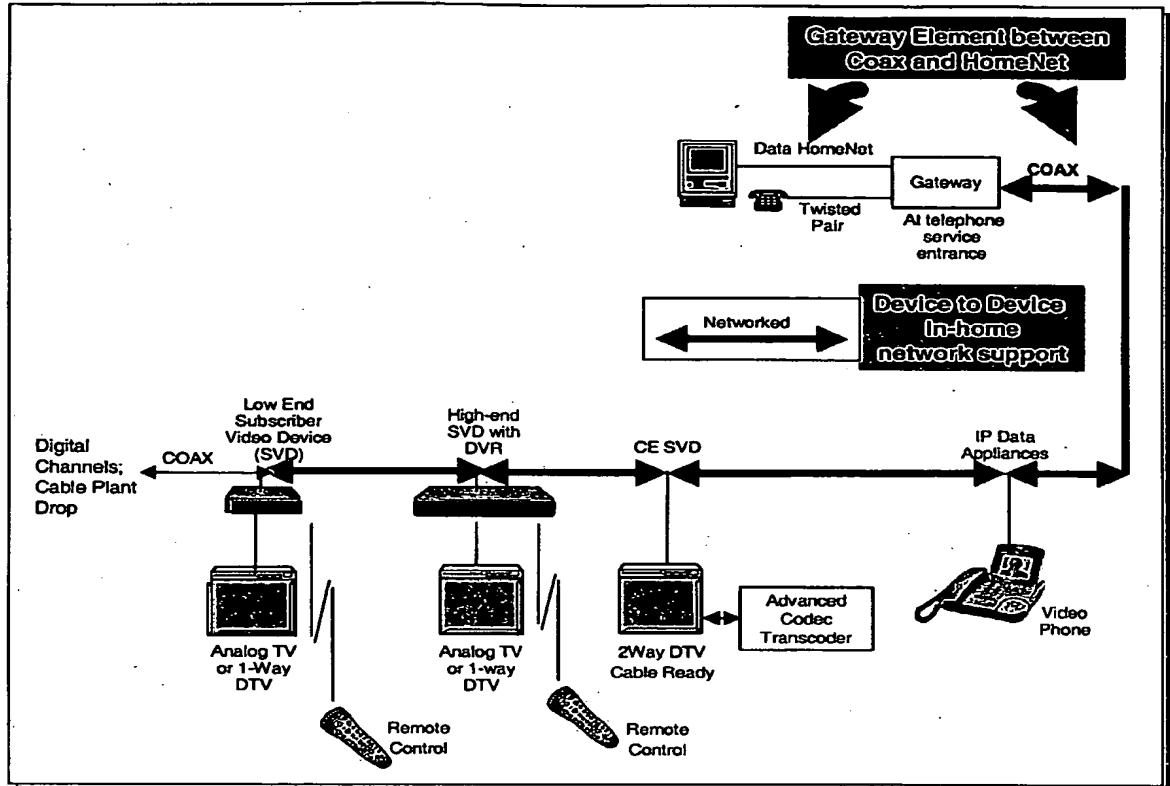 Gateway Element between
Coax and HomeNet
Data HomeNet
Twisted
Pair
Gateway
At telephone
service
entrance
COAX
Networked
Device to Device
In-home
network support
Digital
Channels;
Cable Plant
Drop
COAX
Low End
Subscriber
Video Device
(SVD)
High-end
SVD with
DVR
CE SVD
IP Data
Appliances
Analog TV
or 1-Way
DTV
Remote
Control
Analog TV
or 1-way
DTV
Remote
Control
2Way DTV
Cable Ready
Advanced
Codec
Transcoder
Video
Phone